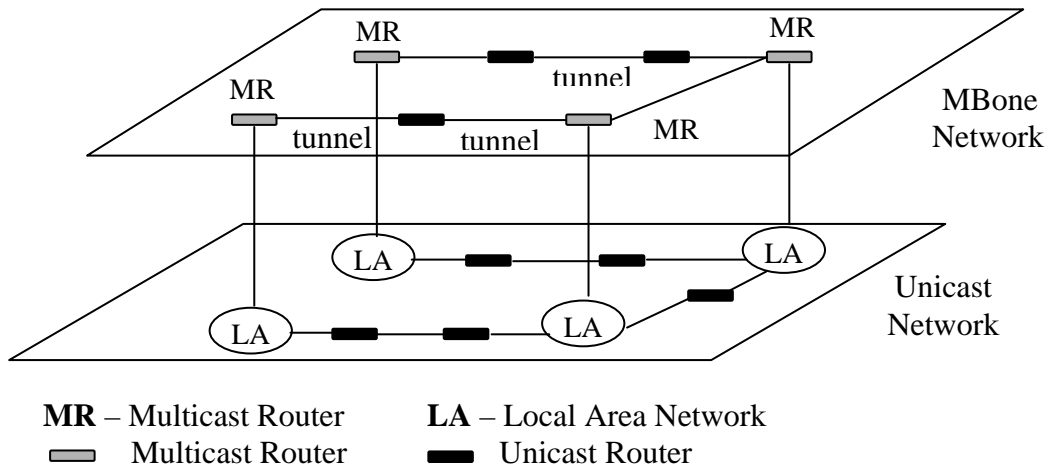 MR
MR
tunnel
MR
tunnel
tunnel
MR
MBone
Network
LA
LA
LA
LA
Unicast
Network
MR – Multicast Router
LA – Local Area Network
Multicast Router
Unicast Router